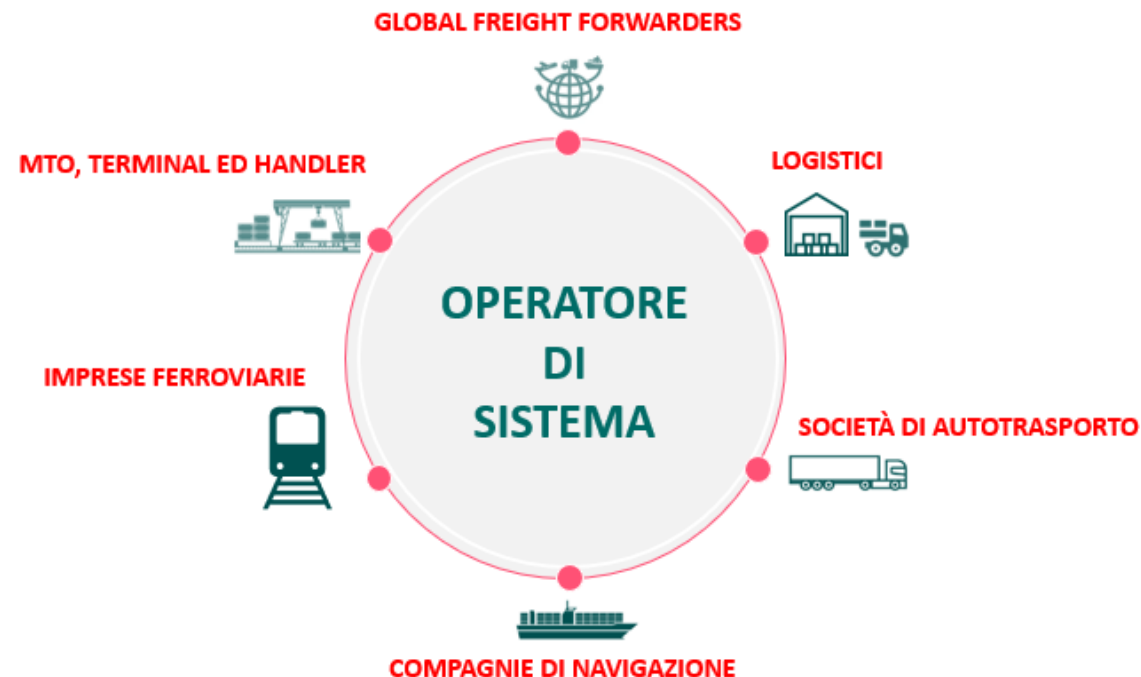 GLOBAL FREIGHT FORWARDERS
MTO, TERMINAL ED HANDLER
LOGISTICI
OPERATORE
DI
SISTEMA
IMPRESE FERROVIARIE
SOCIETÀ DI AUTOTRASPORTO
COMPAGNIE DI NAVIGAZIONE